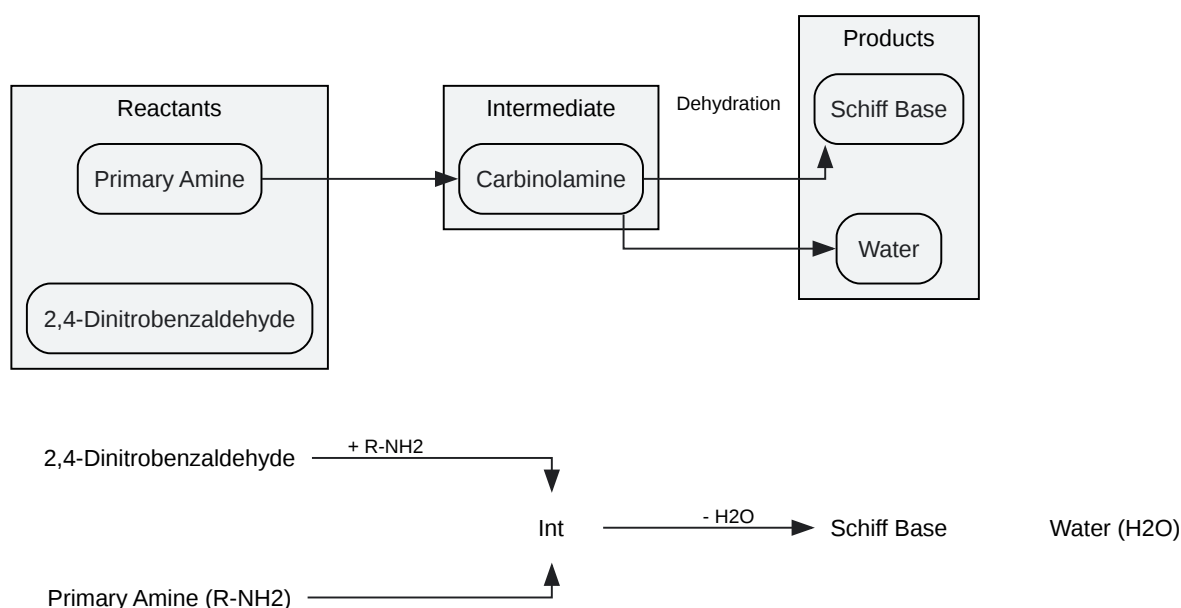 Products
Reactants
Intermediate
Dehydration
Schiff Base
Primary Amine
Carbinolamine
Water
2,4-Dinitrobenzaldehyde
2,4-Dinitrobenzaldehyde
+ R-NH2
Int
- H2O
Schiff Base
Water (H2O)
Primary Amine (R-NH2)